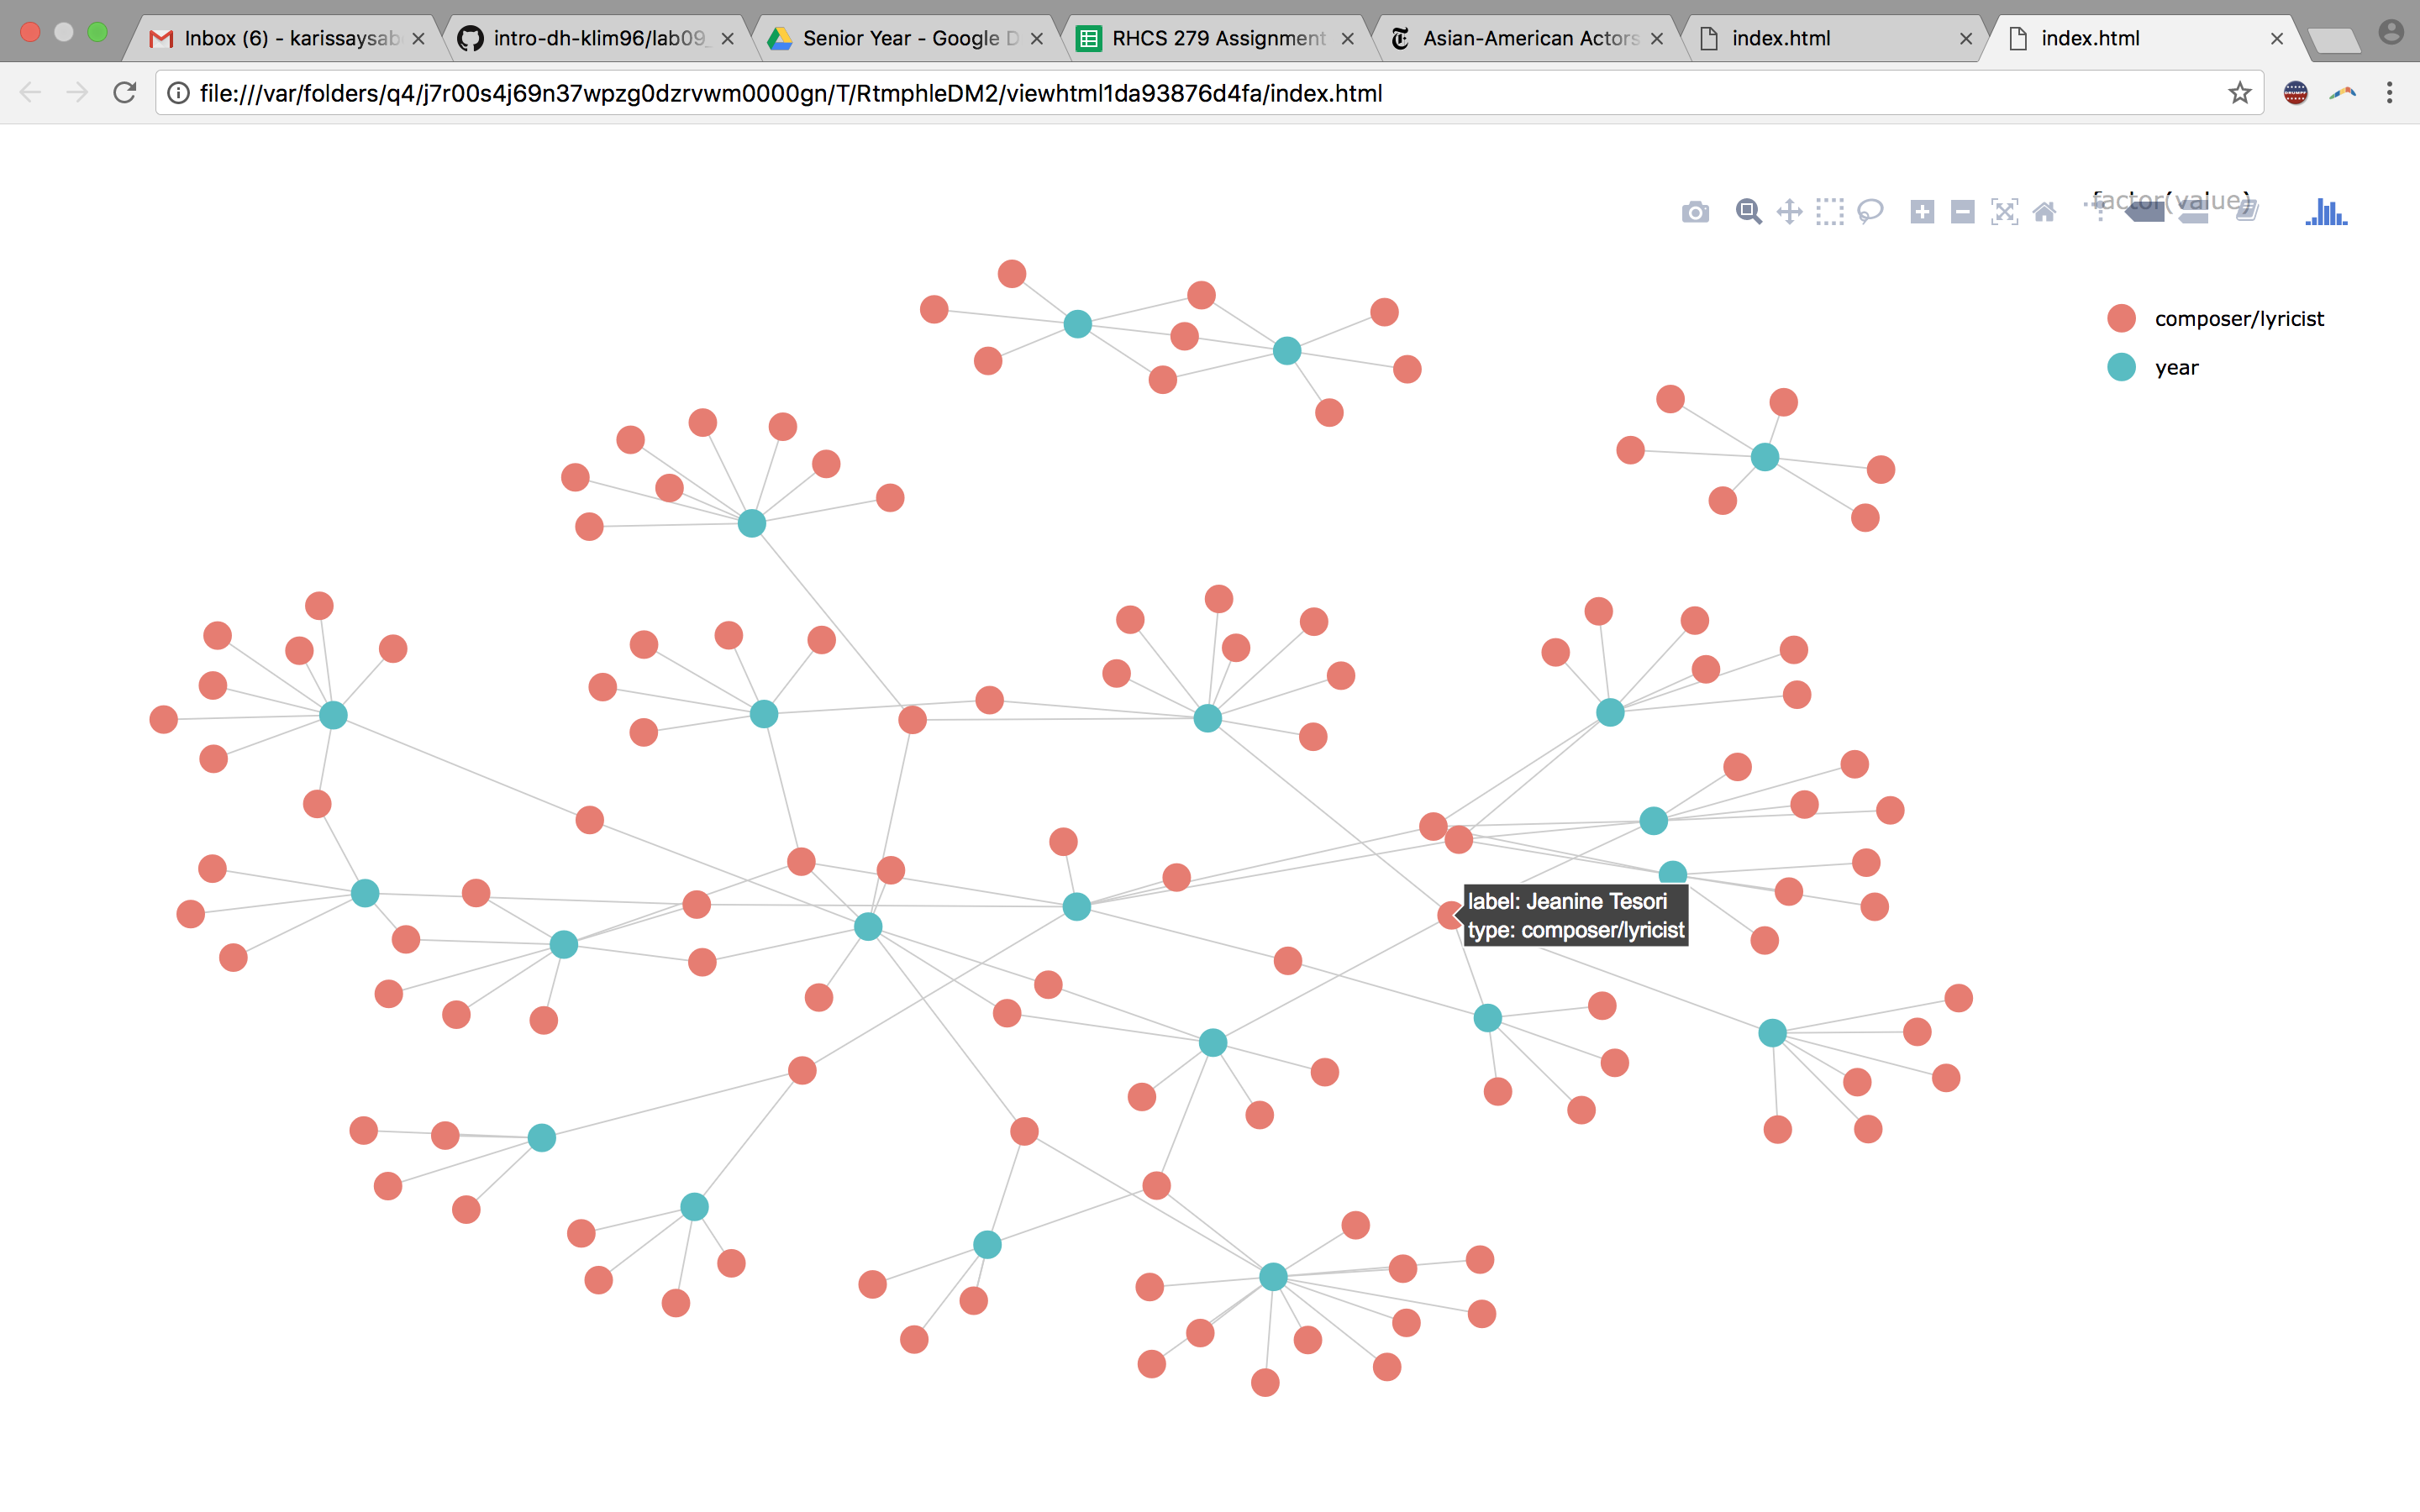 Inbox (6) - karissaysab
intro-dh-klim96/lab09_
Senior Year - Google D
RHCS 279 Assignment
Asian-American Actors
index.html
index.html
file:///var/folders/q4/j7r00s4j69n37wpzg0dzrvwm0000gn/T/RtmphleDM2/viewhtml1da93876d4fa/index.html
factor(value)
composer/lyricist
year
label: Jeanine Tesori
type: composer/lyricist